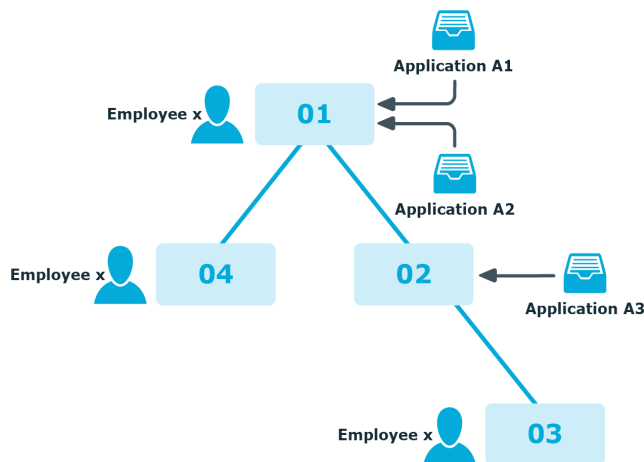 Application A1
Employee x
01
Application A2
Employee x
04
02
Application A3
Employee x
03